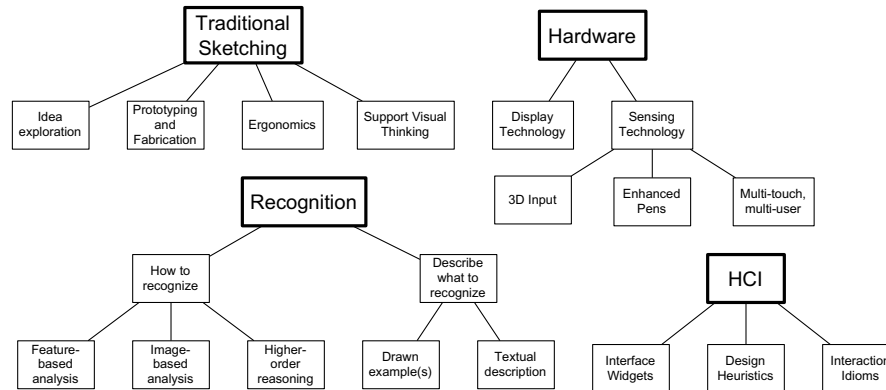 Traditional
Sketching
Idea
exploration
Prototyping
and
Fabrication
Ergonomics
Support Visual
Thinking
Hardware
Display
Technology
Sensing
Technology
3D Input
Enhanced
Pens
Multi-touch,
multi-user
Recognition
How to
recognize
Describe
what to
recognize
Feature-
based
analysis
Image-
based
analysis
Higher-
order
reasoning
Drawn
example(s)
Textual
description
HCI
Interface
Widgets
Design
Heuristics
Interaction
Idioms